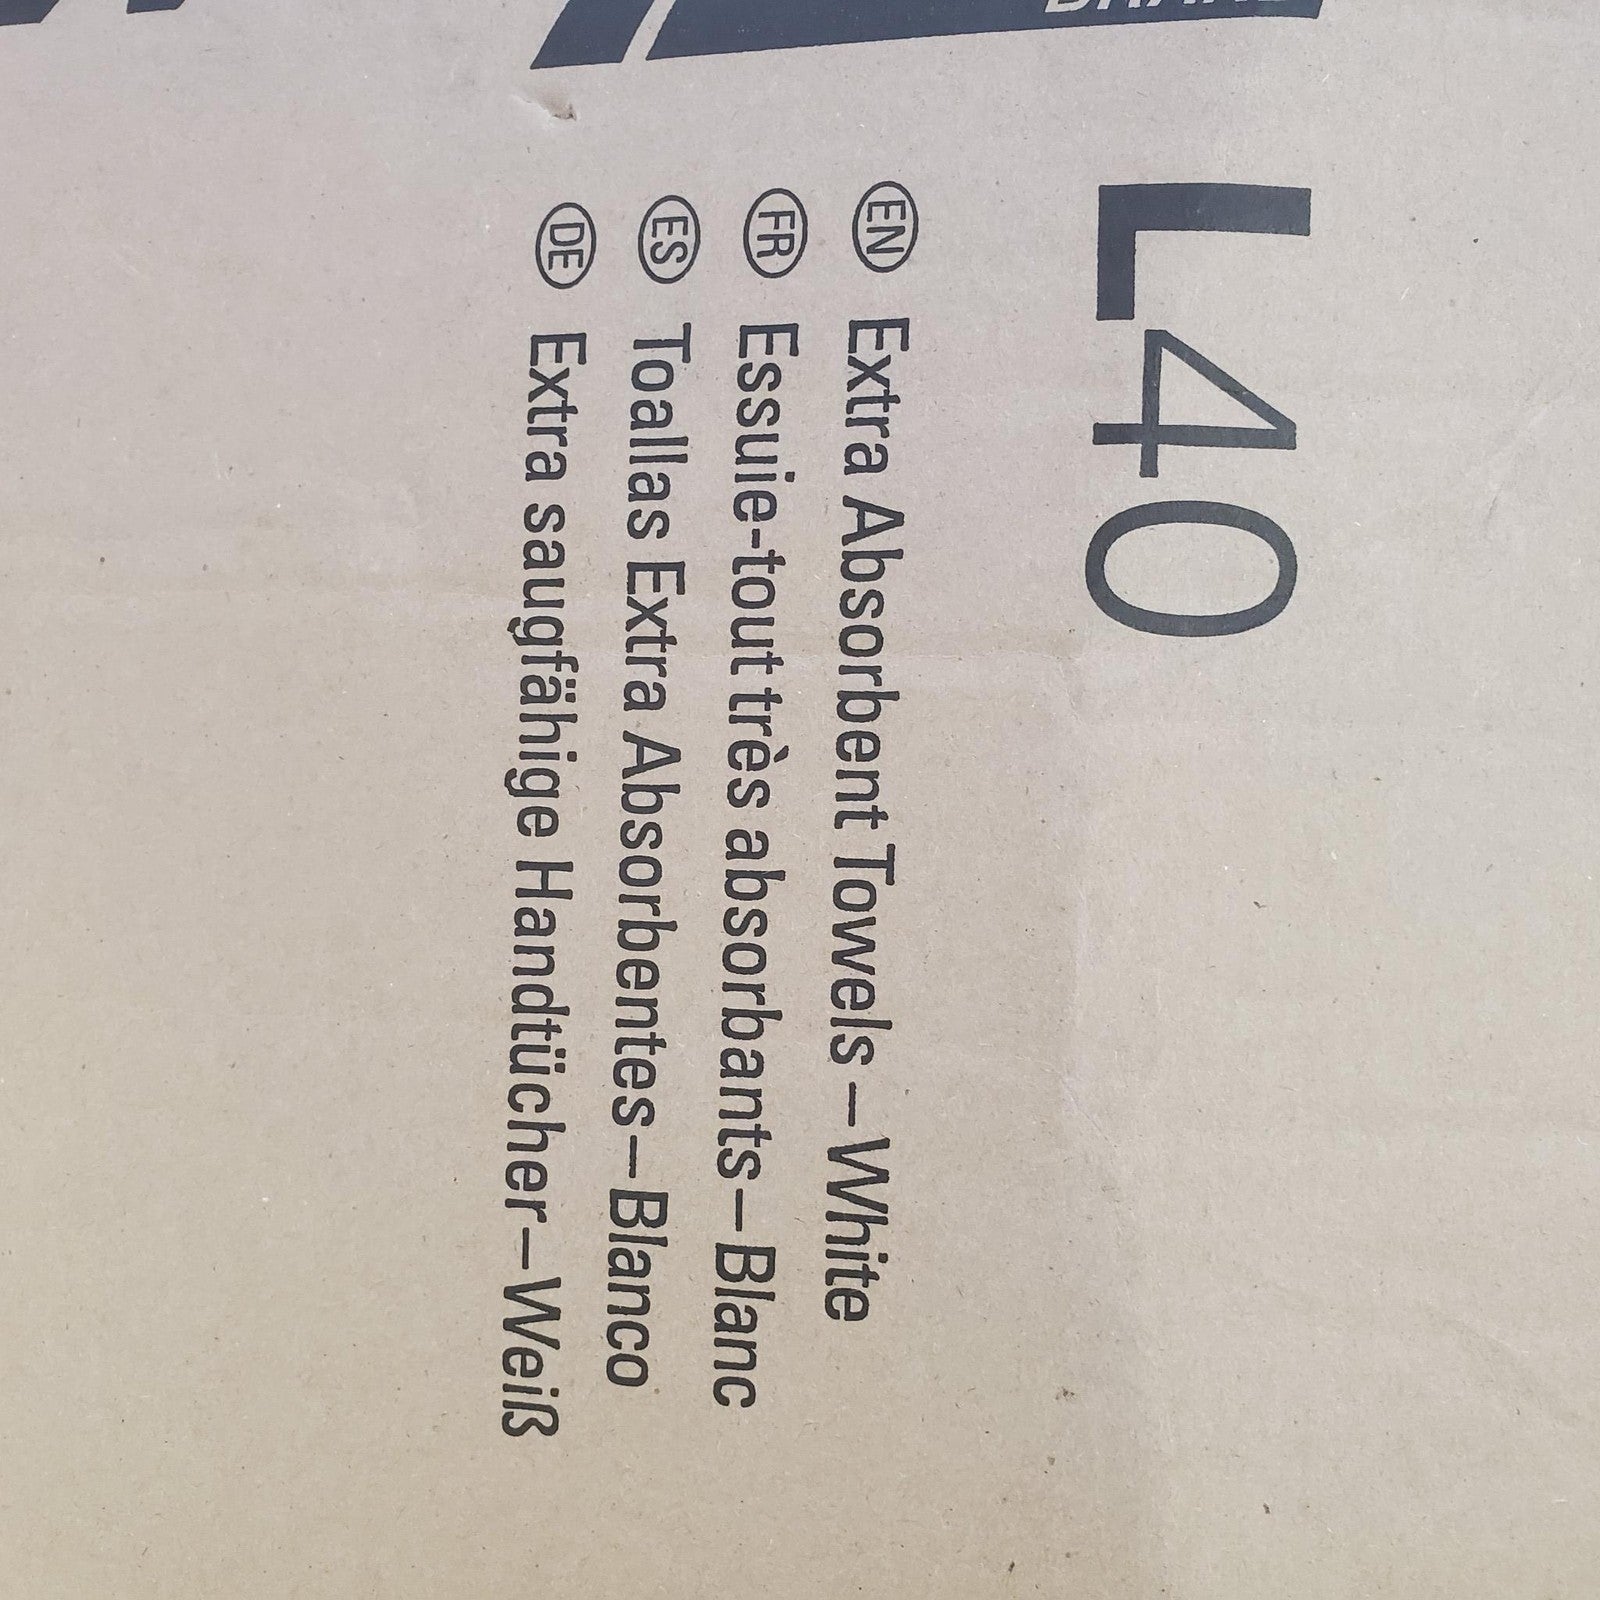 L40
EN Extra Absorbent Towels – White
FR Essuie-tout très absorbants – Blanc
ES Toallas Extra Absorbentes – Blanco
DE Extra saugfähige Handtücher – Weiß